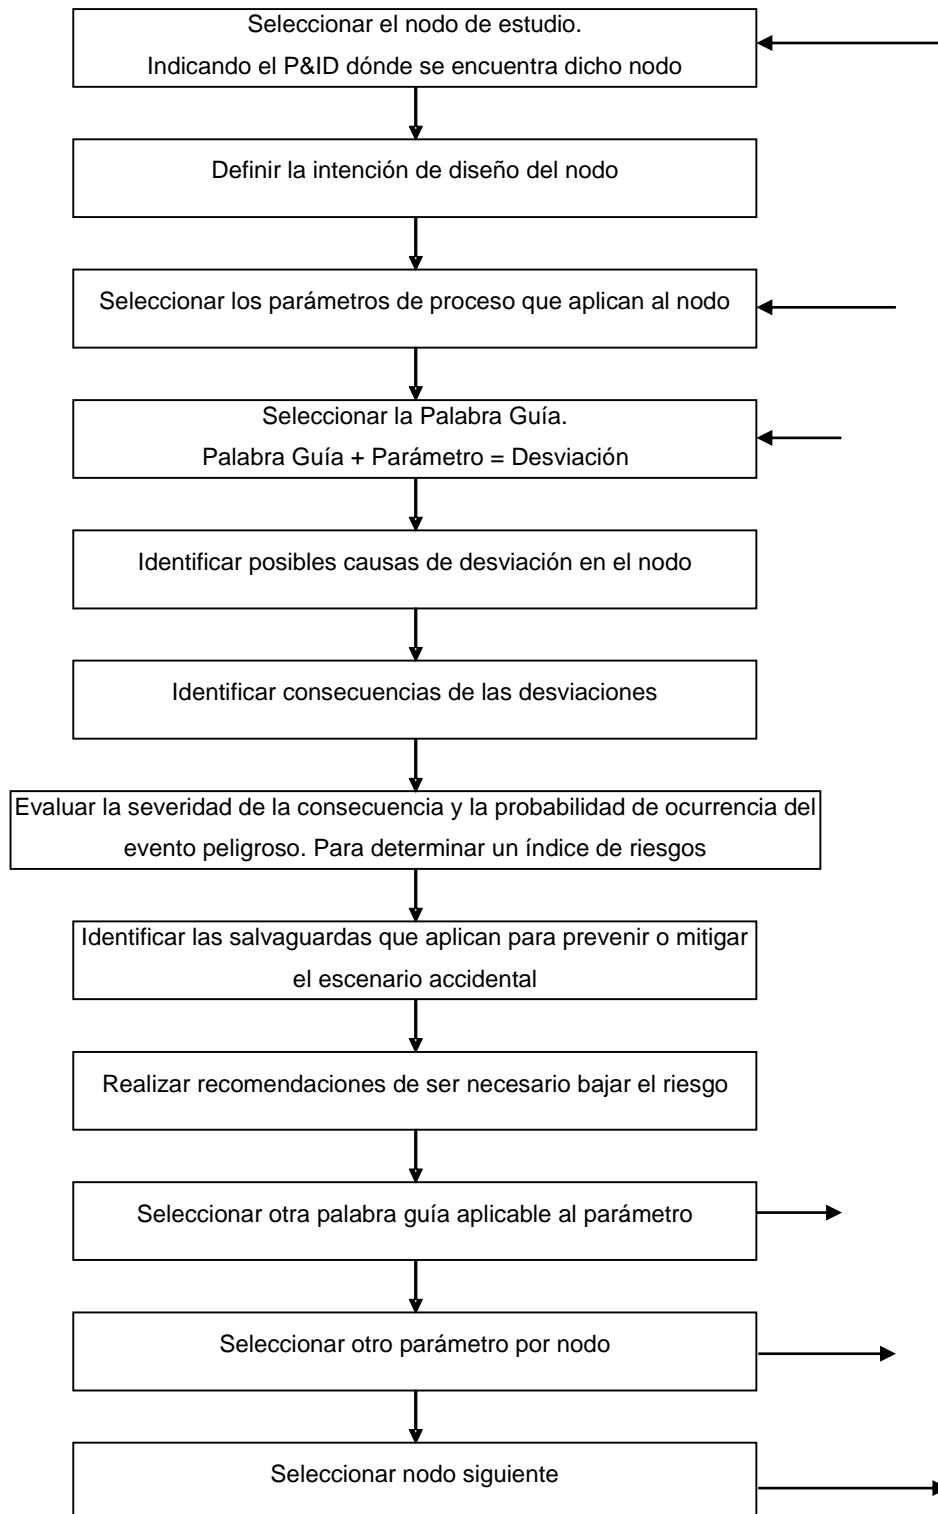 Seleccionar el nodo de estudio.
Indicando el P&ID dónde se encuentra dicho nodo
Definir la intención de diseño del nodo
Seleccionar los parámetros de proceso que aplican al nodo
Seleccionar la Palabra Guía.
Palabra Guía + Parámetro = Desviación
Identificar posibles causas de desviación en el nodo
Identificar consecuencias de las desviaciones
Evaluar la severidad de la consecuencia y la probabilidad de ocurrencia del
evento peligroso. Para determinar un índice de riesgos
Identificar las salvaguardas que aplican para prevenir o mitigar
el escenario accidental
Realizar recomendaciones de ser necesario bajar el riesgo
Seleccionar otra palabra guía aplicable al parámetro
Seleccionar otro parámetro por nodo
Seleccionar nodo siguiente